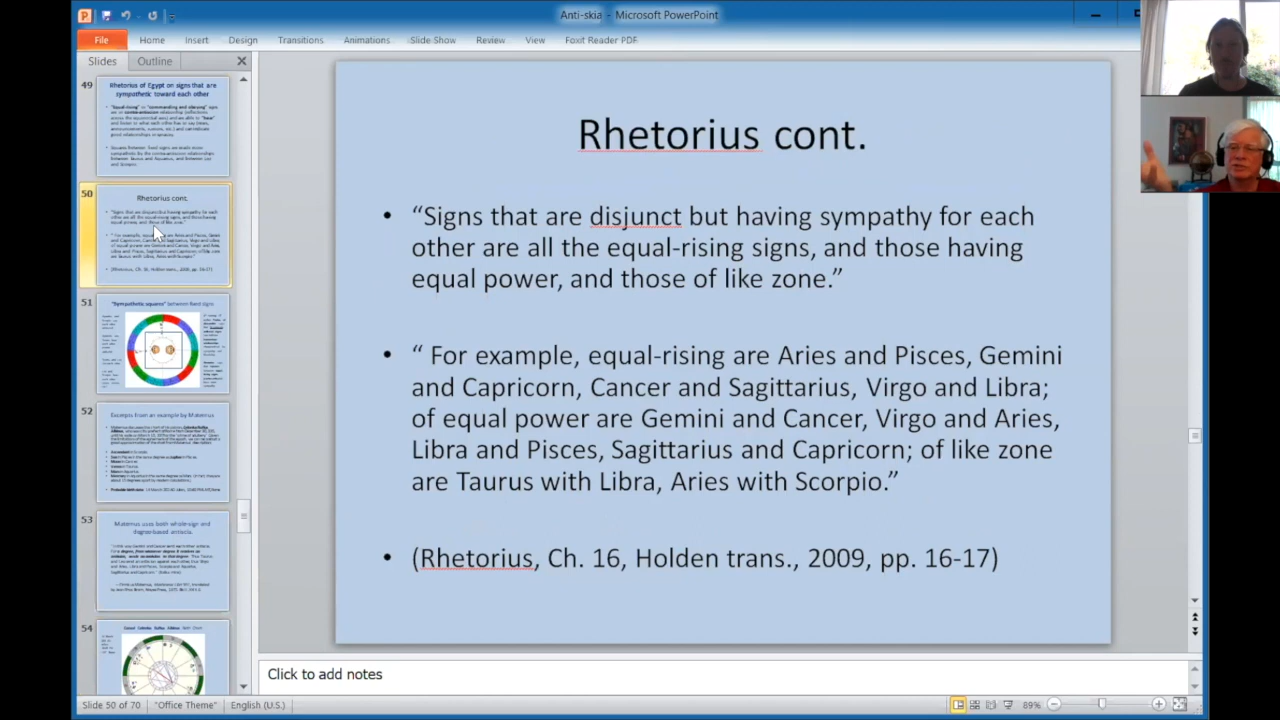 Anti-skia - Microsoft PowerPoint
File Home Insert Design Transitions Animations Slide Show Review View Foxit Reader PDF
Slides Outline
49
Rhetorius of Egypt on signs that are
sympathetic toward each other
50
Rhetorius cont.
51
"Sympathetic squares" between fixed signs
52
Excerpts from an example by Maternus
53
Maternus uses both whole-sign and
degree-based antiscia.
54
Rhetorius cont.
• “Signs that are disjunct but having sympathy for each
other are all the equal-rising signs, and those having
equal power, and those of like zone.”
• “ For example, equal-rising are Aries and Pisces, Gemini
and Capricorn, Cancer and Sagittarius, Virgo and Libra;
of equal power are Gemini and Cancer, Virgo and Aries,
Libra and Pisces, Sagittarius and Capricorn; of like zone
are Taurus with Libra, Aries with Scorpio.”
• (Rhetorius, Ch. 16, Holden trans., 2009, pp. 16-17)
Click to add notes
Slide 50 of 70 "Office Theme" English (U.S.) 89%